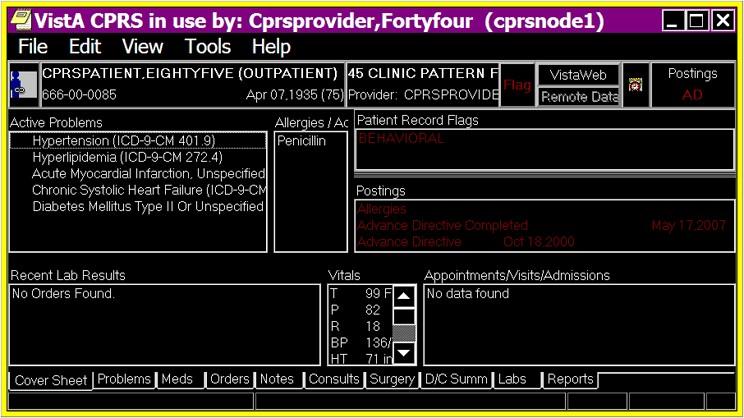 VistA CPRS in use by: Cprsprovider,Fortyfour (cprsnode1)
File Edit View Tools Help
CPRSPATIENT,EIGHTYFIVE (OUTPATIENT) 45 CLINIC PATTERN F Flag VistaWeb Postings
666-00-0085 Apr 07,1935 (75) Provider: CPRSPROVIDE Remote Data AD
Active Problems
Hypertension (ICD-9-CM 401.9)
Hyperlipidemia (ICD-9-CM 272.4)
Acute Myocardial Infarction, Unspecified
Chronic Systolic Heart Failure (ICD-9-CM
Diabetes Mellitus Type II Or Unspecified
Allergies / Ac
Penicillin
Patient Record Flags
BEHAVIORAL
Postings
Allergies
Advance Directive Completed May 17,2007
Advance Directive Oct 18,2000
Recent Lab Results
No Orders Found.
Vitals
T 99 F
P 82
R 18
BP 136/
HT 71 in
Appointments/Visits/Admissions
No data found
Cover Sheet Problems Meds Orders Notes Consults Surgery D/C Summ Labs Reports